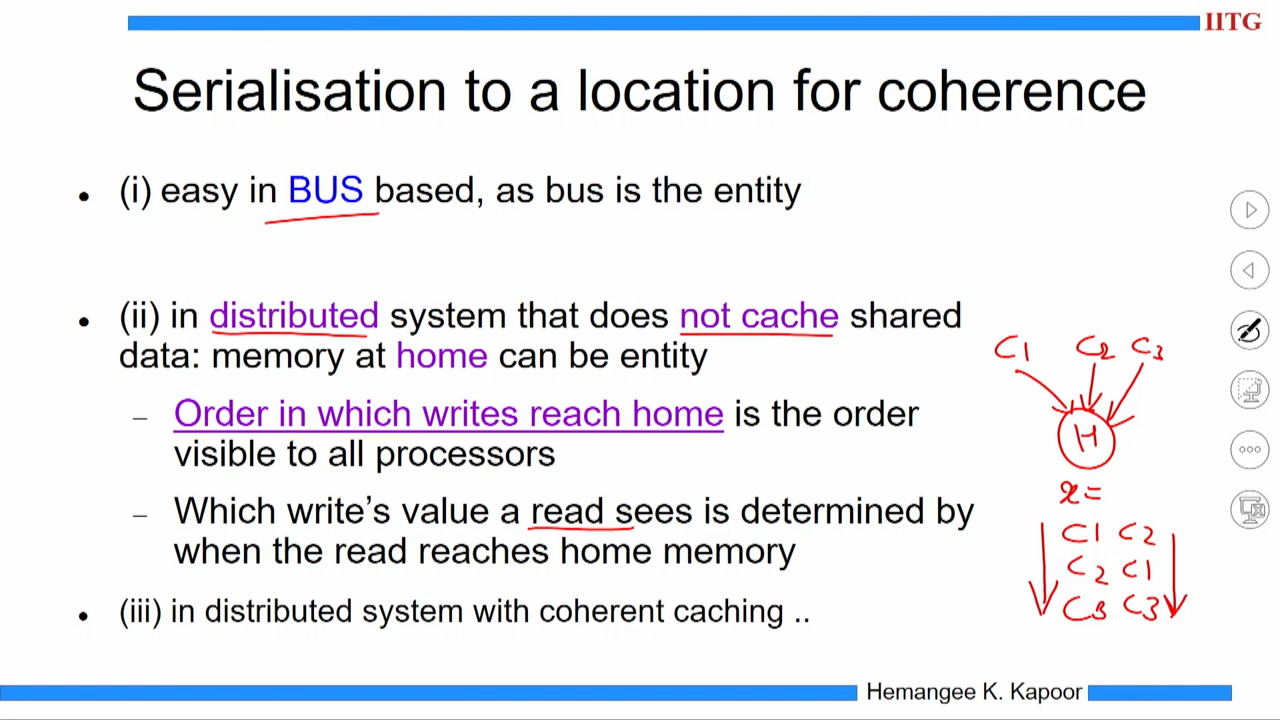 IITG
Serialisation to a location for coherence
• (i) easy in BUS based, as bus is the entity
• (ii) in distributed system that does not cache shared
data: memory at home can be entity
– Order in which writes reach home is the order
visible to all processors
– Which write’s value a read sees is determined by
when the read reaches home memory
• (iii) in distributed system with coherent caching ..
C1 C2 C3
H
x=
C1 C2
C2 C1
C3 C3
Hemangee K. Kapoor